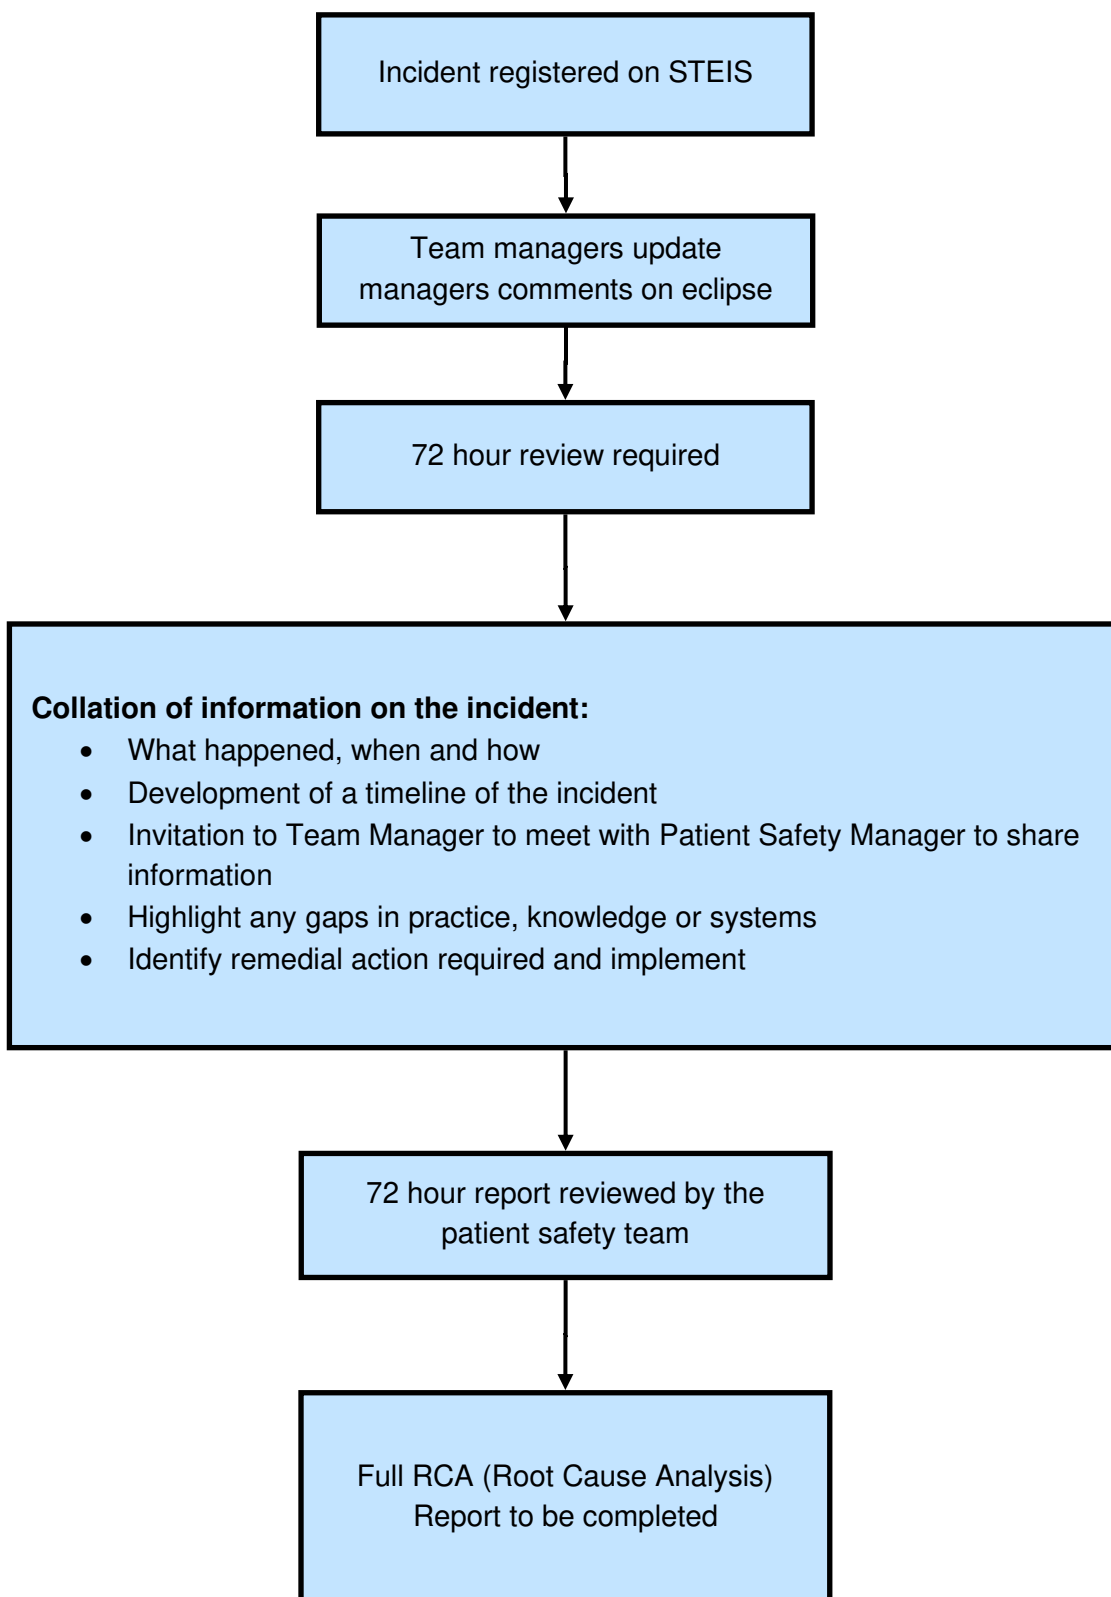 Incident registered on STEIS
Team managers update
managers comments on eclipse
72 hour review required
Collation of information on the incident:
• What happened, when and how
• Development of a timeline of the incident
• Invitation to Team Manager to meet with Patient Safety Manager to share
information
• Highlight any gaps in practice, knowledge or systems
• Identify remedial action required and implement
72 hour report reviewed by the
patient safety team
Full RCA (Root Cause Analysis)
Report to be completed